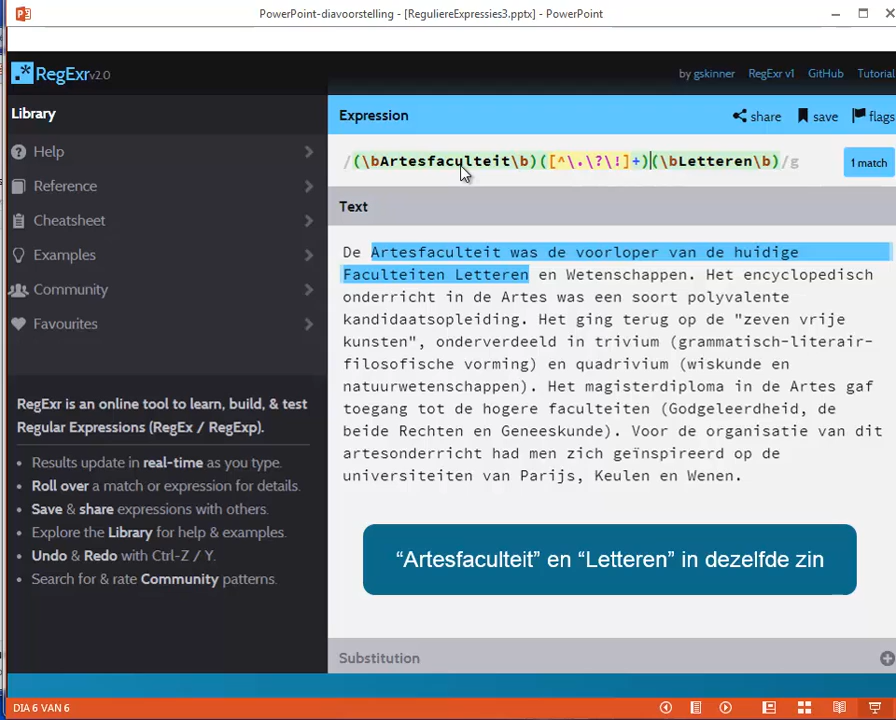 PowerPoint-diavoorstelling - [ReguliereExpressies3.pptx] - PowerPoint
RegExr v2.0
by gskinner RegExr v1 GitHub Tutorial
Library
Help
Reference
Cheatsheet
Examples
Community
Favourites
RegExr is an online tool to learn, build, & test
Regular Expressions (RegEx / RegExp).
Results update in real-time as you type.
Roll over a match or expression for details.
Save & share expressions with others.
Explore the Library for help & examples.
Undo & Redo with Ctrl-Z / Y.
Search for & rate Community patterns.
Expression
share save flags
/(\bArtesfaculteit\b)([^\.\?\!]+)(\bLetteren\b)/g
1 match
Text
De Artesfaculteit was de voorloper van de huidige
Faculteiten Letteren en Wetenschappen. Het encyclopedisch
onderricht in de Artes was een soort polyvalente
kandidaatsopleiding. Het ging terug op de "zeven vrije
kunsten", onderverdeeld in trivium (grammatisch-literair-
filosofische vorming) en quadrivium (wiskunde en
natuurwetenschappen). Het magisterdiploma in de Artes gaf
toegang tot de hogere faculteiten (Godgeleerdheid, de
beide Rechten en Geneeskunde). Voor de organisatie van dit
artesonderricht had men zich geïnspireerd op de
universiteiten van Parijs, Keulen en Wenen.
“Artesfaculteit” en “Letteren” in dezelfde zin
Substitution
DIA 6 VAN 6